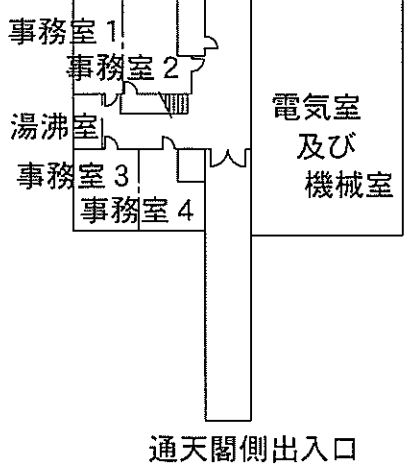 事務室 1
事務室 2
湯沸室
事務室 3
事務室 4
電気室
及び
機械室
通天閣側出入口